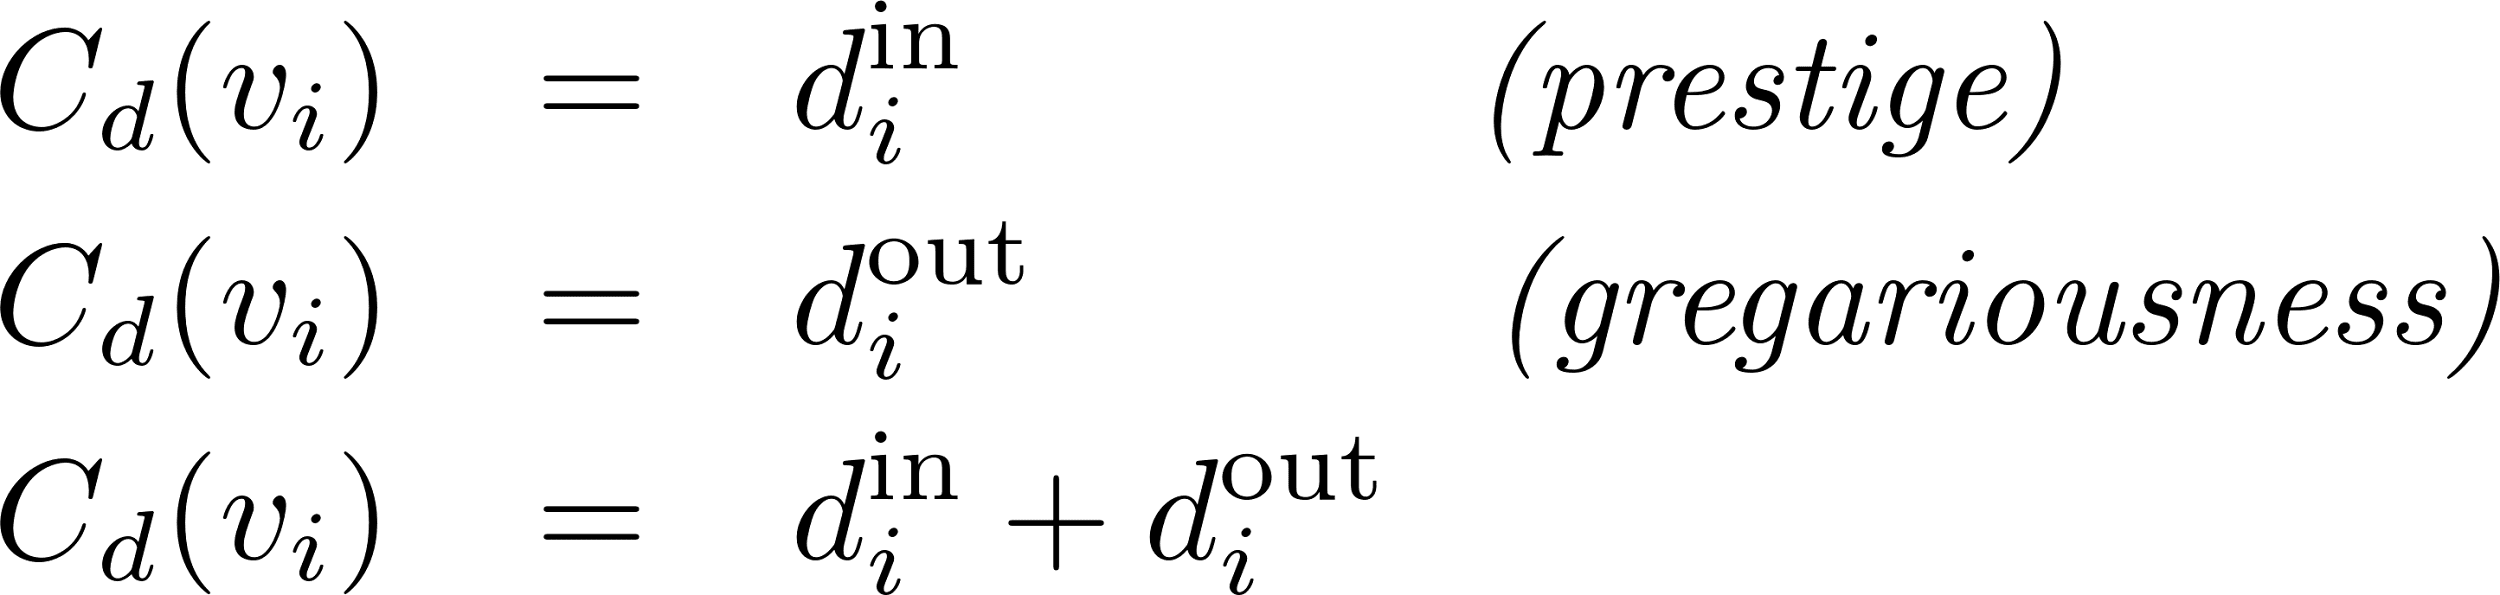 C_d(v_i) = d_i^in (prestige)
C_d(v_i) = d_i^out (gregariousness)
C_d(v_i) = d_i^in + d_i^out